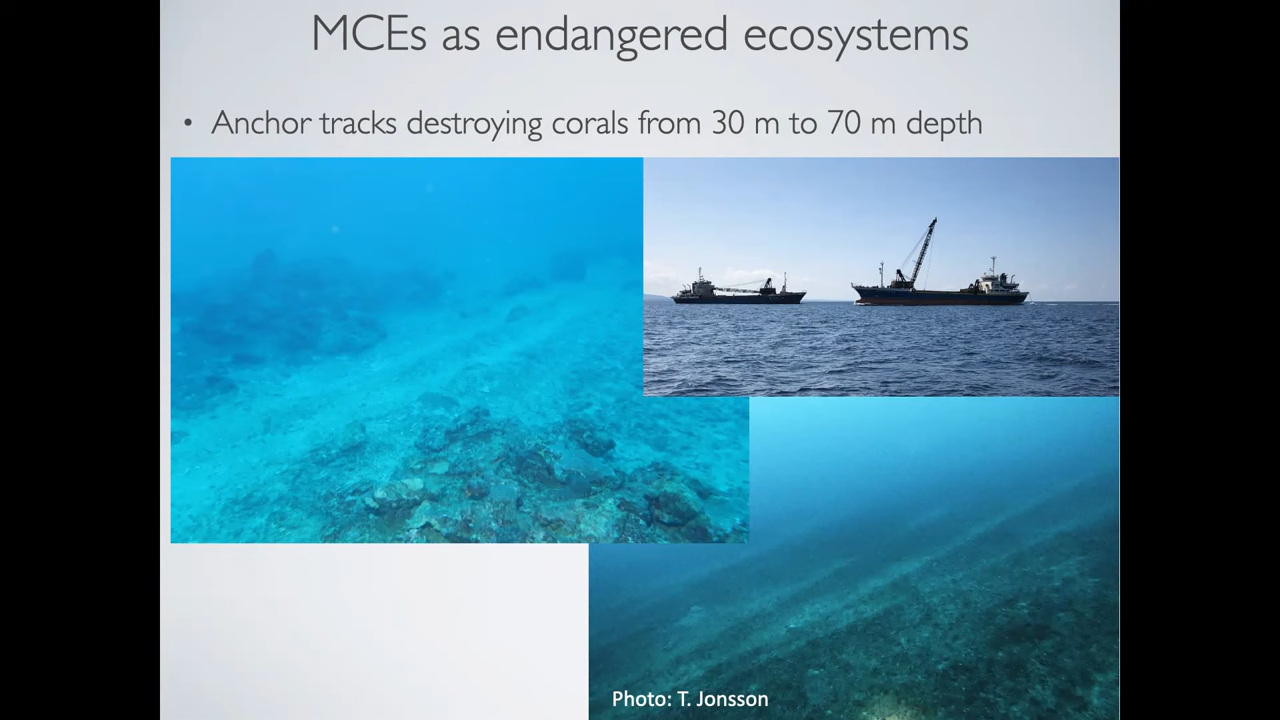 MCEs as endangered ecosystems
• Anchor tracks destroying corals from 30 m to 70 m depth
Photo: T. Jonsson